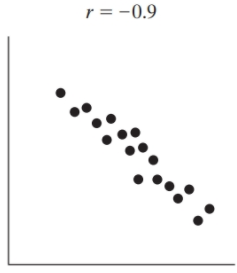 r = −0.9